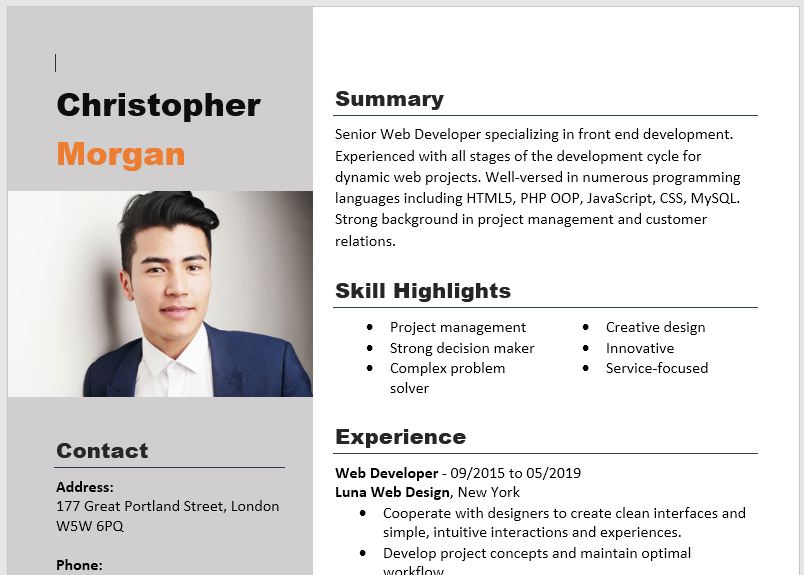 Christopher
Morgan
Contact
Address:
177 Great Portland Street, London
W5W 6PQ
Phone:
Summary
Senior Web Developer specializing in front end development.
Experienced with all stages of the development cycle for
dynamic web projects. Well-versed in numerous programming
languages including HTML5, PHP OOP, JavaScript, CSS, MySQL.
Strong background in project management and customer
relations.
Skill Highlights
• Project management
• Strong decision maker
• Complex problem
solver
• Creative design
• Innovative
• Service-focused
Experience
Web Developer - 09/2015 to 05/2019
Luna Web Design, New York
• Cooperate with designers to create clean interfaces and
simple, intuitive interactions and experiences.
• Develop project concepts and maintain optimal
workflow